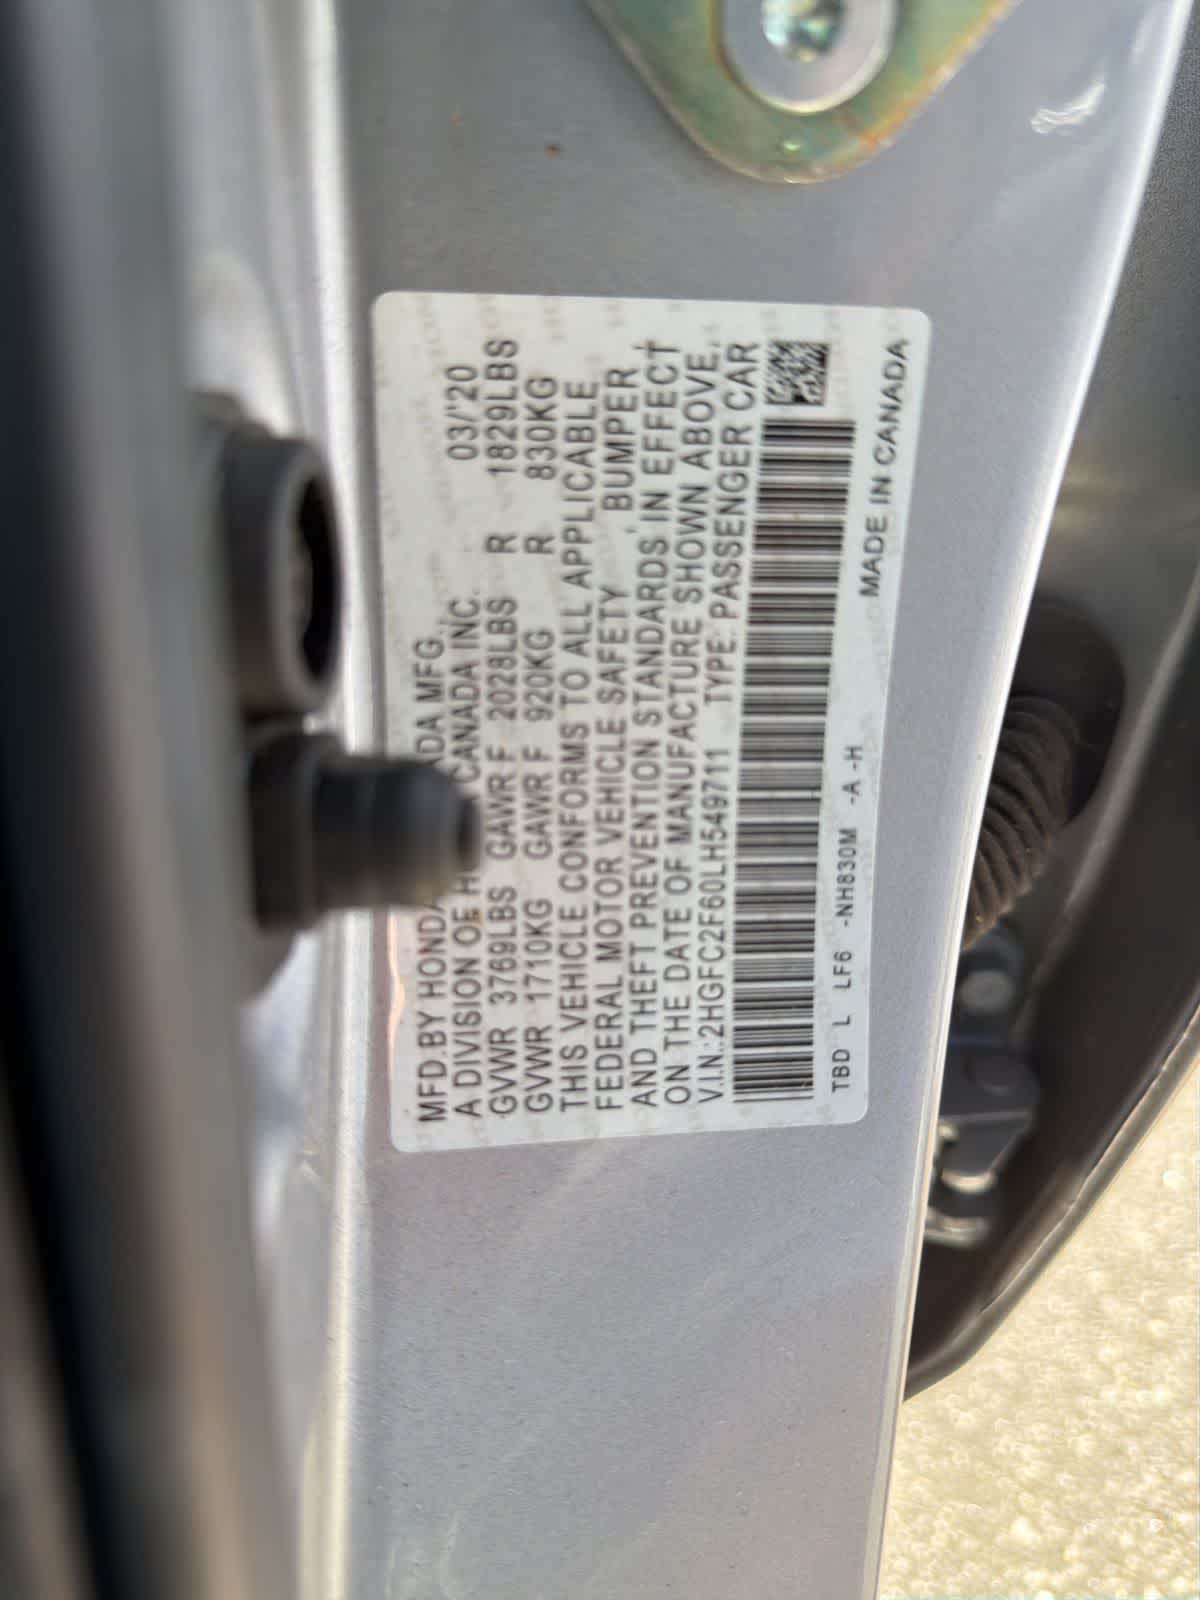 MFD.BY HONDA NDA MFG. 03/'20
A DIVISION OF H CANADA INC.
GVWR 3769LBS GAWR F 2028LBS R 1829LBS
GVWR 1710KG GAWR F 920KG R 830KG
THIS VEHICLE CONFORMS TO ALL APPLICABLE
FEDERAL MOTOR VEHICLE SAFETY, BUMPER
AND THEFT PREVENTION STANDARDS, IN EFFECT
ON THE DATE OF MANUFACTURE SHOWN ABOVE.
V.I.N.:2HGFC2F60LH549711 TYPE: PASSENGER CAR
TBD L LF6 -NH830M -A -H MADE IN CANADA